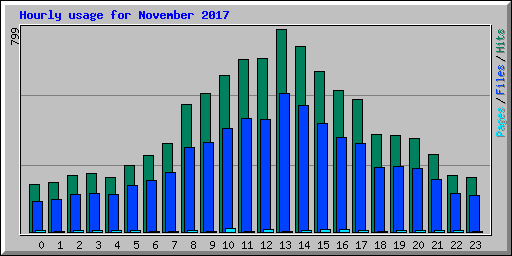 Hourly usage for November 2017
799
Pages/Files/Hits
0 1 2 3 4 5 6 7 8 9 10 11 12 13 14 15 16 17 18 19 20 21 22 23